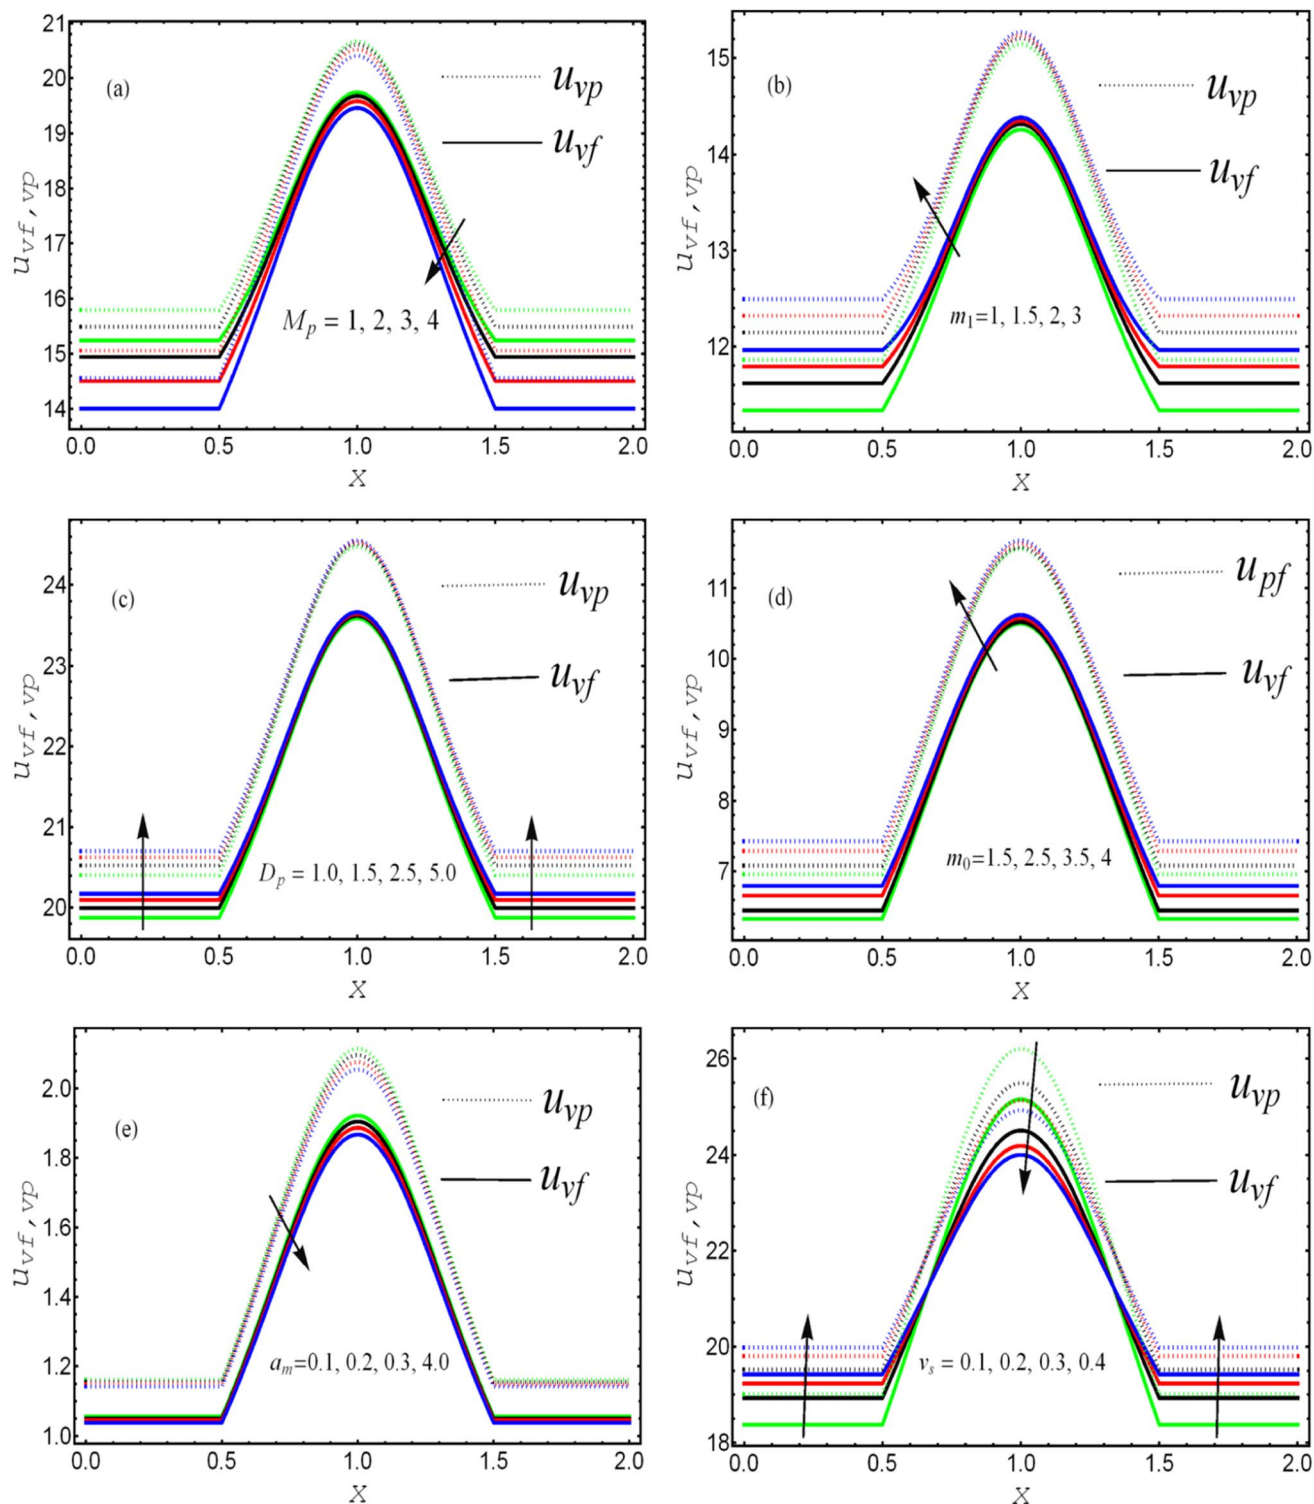 (a)
21
20
19
18
17
16
15
14
u_vf,vp
u_vp
u_vf
M_p = 1, 2, 3, 4
0.0 0.5 1.0 1.5 2.0
X
(b)
15
14
13
12
u_vf,vp
u_vp
u_vf
m_1=1, 1.5, 2, 3
0.0 0.5 1.0 1.5 2.0
X
(c)
24
23
22
21
20
u_vf,vp
u_vp
u_vf
D_p = 1.0, 1.5, 2.5, 5.0
0.0 0.5 1.0 1.5 2.0
X
(d)
11
10
9
8
7
u_vf,vp
u_pf
u_vf
m_0=1.5, 2.5, 3.5, 4
0.0 0.5 1.0 1.5 2.0
X
(e)
2.0
1.8
1.6
1.4
1.2
1.0
u_vf,vp
u_vp
u_vf
a_m=0.1, 0.2, 0.3, 4.0
0.0 0.5 1.0 1.5 2.0
X
(f)
26
24
22
20
18
u_vf,vp
u_vp
u_vf
v_s = 0.1, 0.2, 0.3, 0.4
0.0 0.5 1.0 1.5 2.0
X